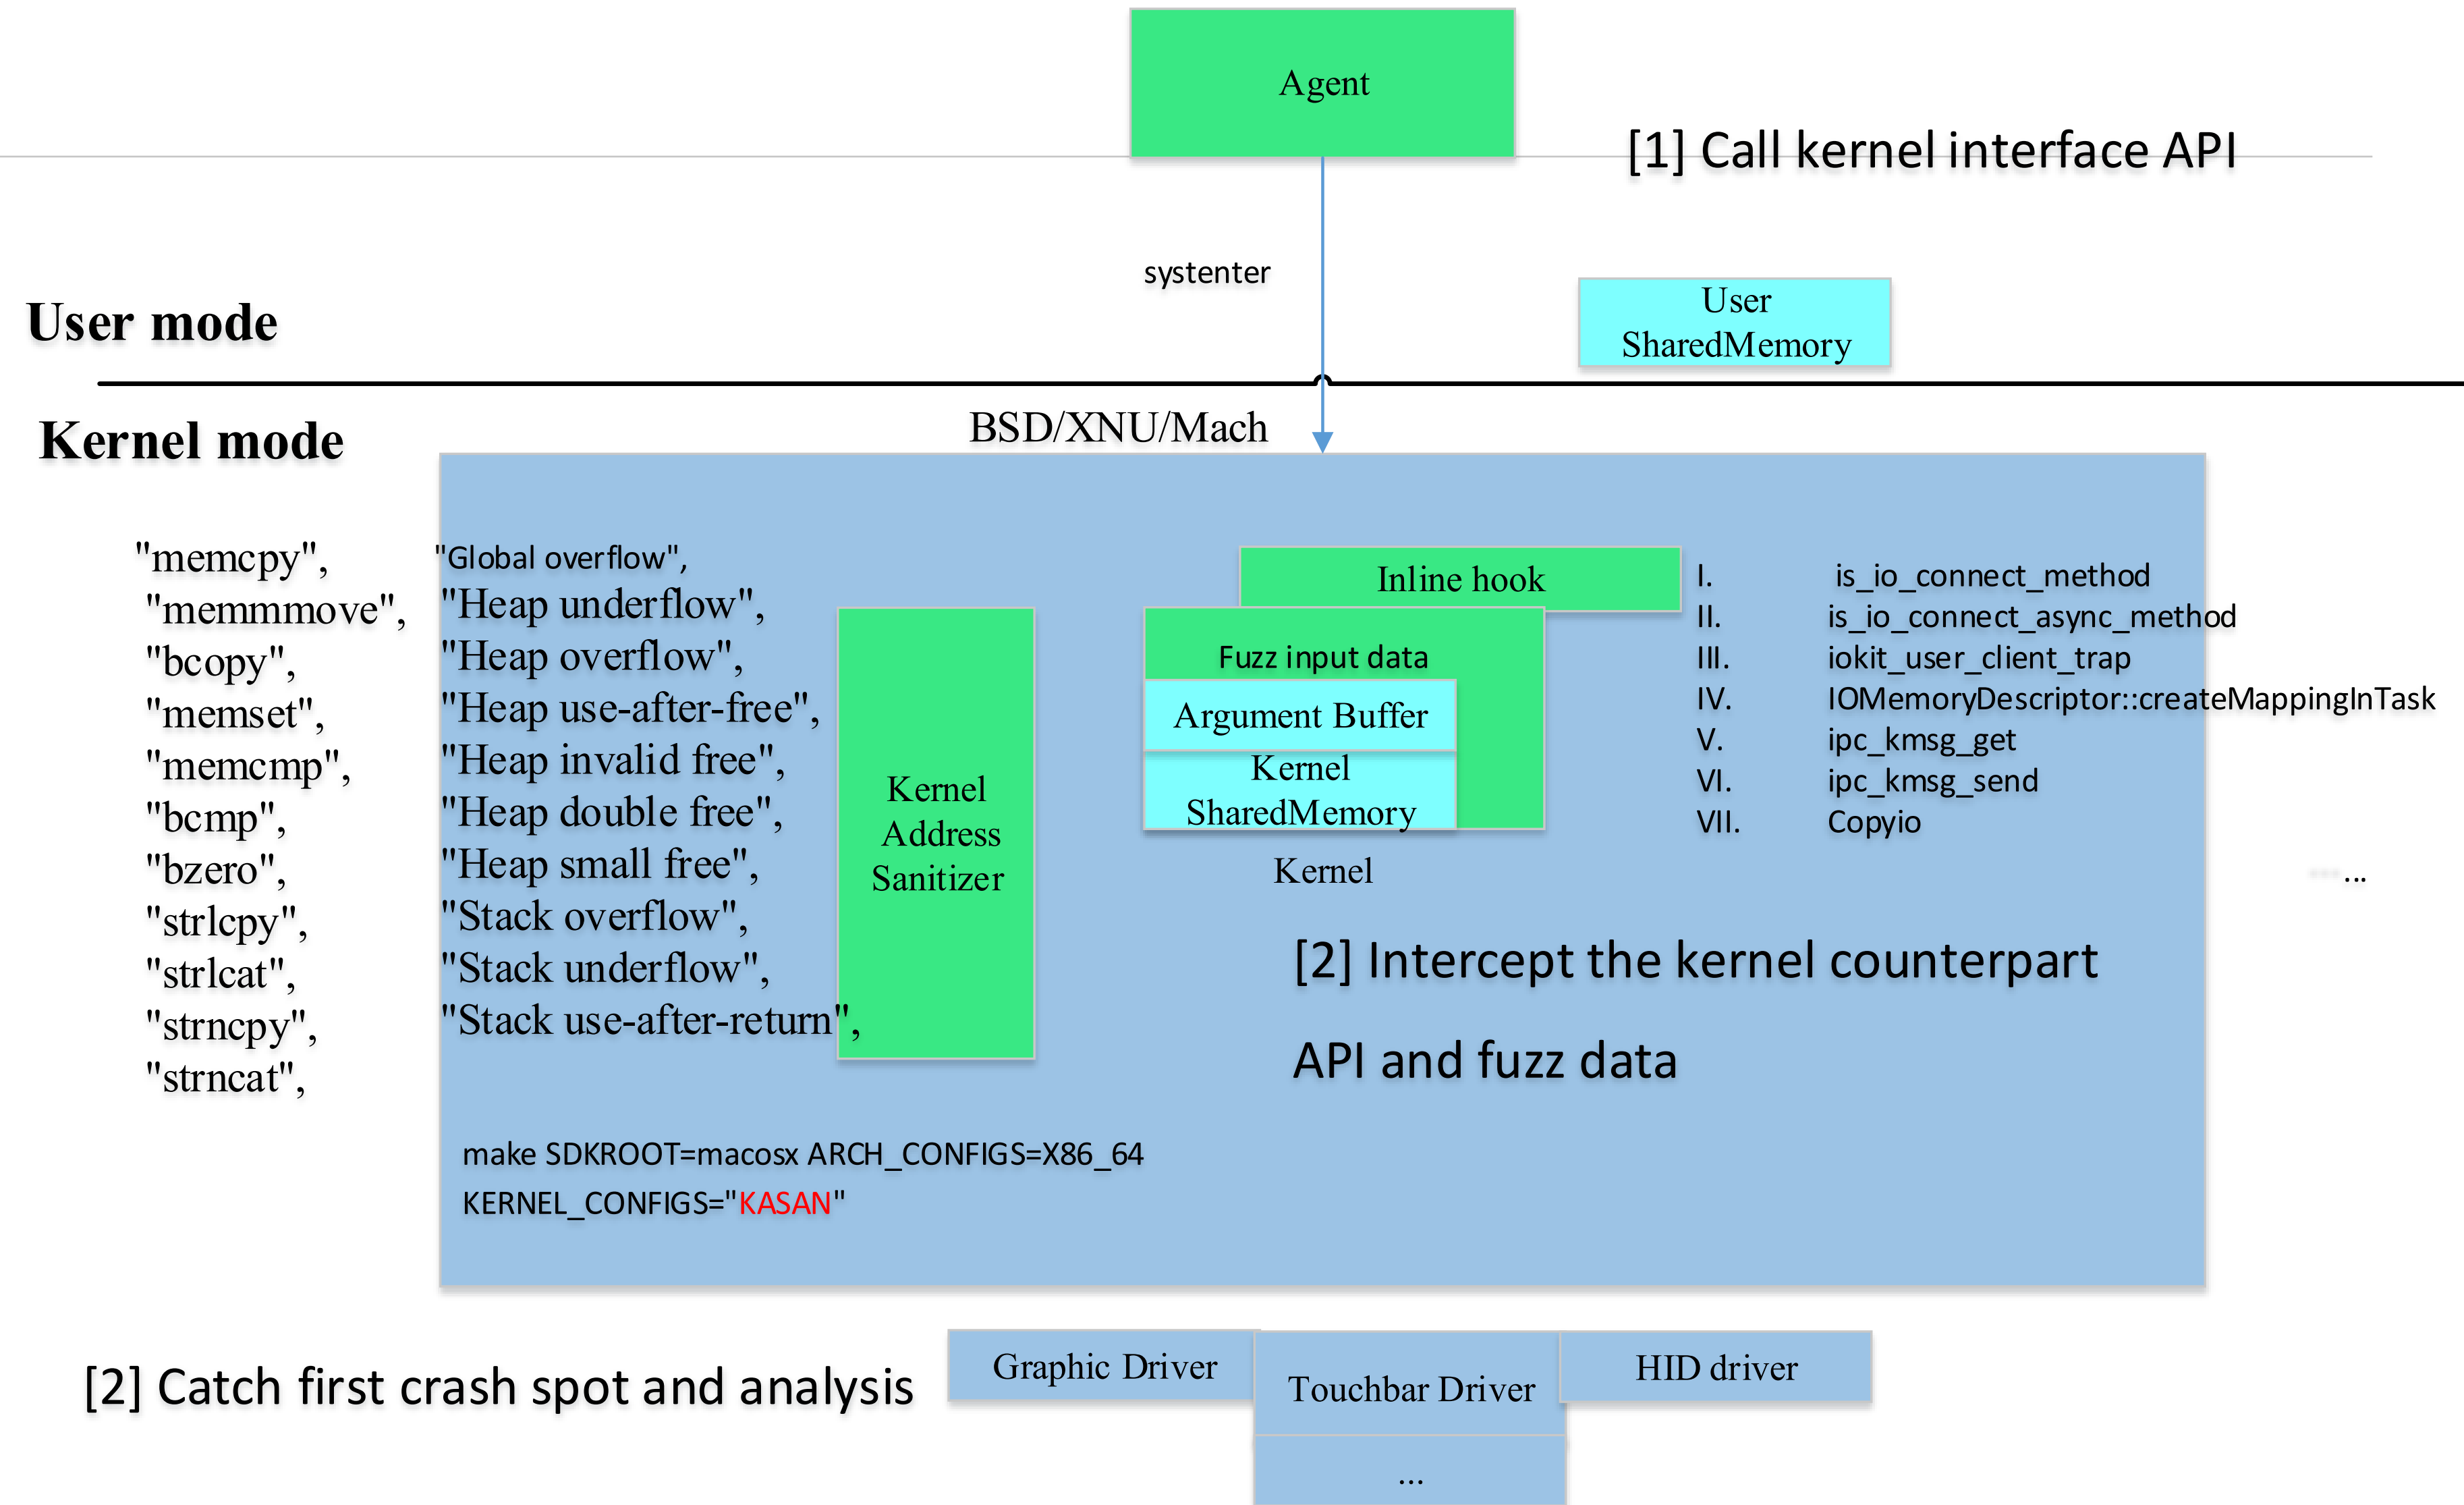 Agent
[1] Call kernel interface API
systenter
User
SharedMemory
User mode
Kernel mode
BSD/XNU/Mach
"memcpy",
"memmmove",
"bcopy",
"memset",
"memcmp",
"bcmp",
"bzero",
"strlcpy",
"strlcat",
"strncpy",
"strncat",
"Global overflow",
"Heap underflow",
"Heap overflow",
"Heap use-after-free",
"Heap invalid free",
"Heap double free",
"Heap small free",
"Stack overflow",
"Stack underflow",
"Stack use-after-return",
Kernel
Address
Sanitizer
Inline hook
Fuzz input data
Argument Buffer
Kernel
SharedMemory
Kernel
I. is_io_connect_method
II. is_io_connect_async_method
III. iokit_user_client_trap
IV. IOMemoryDescriptor::createMappingInTask
V. ipc_kmsg_get
VI. ipc_kmsg_send
VII. Copyio
......
[2] Intercept the kernel counterpart
API and fuzz data
make SDKROOT=macosx ARCH_CONFIGS=X86_64
KERNEL_CONFIGS="KASAN"
[2] Catch first crash spot and analysis
Graphic Driver
Touchbar Driver
HID driver
...